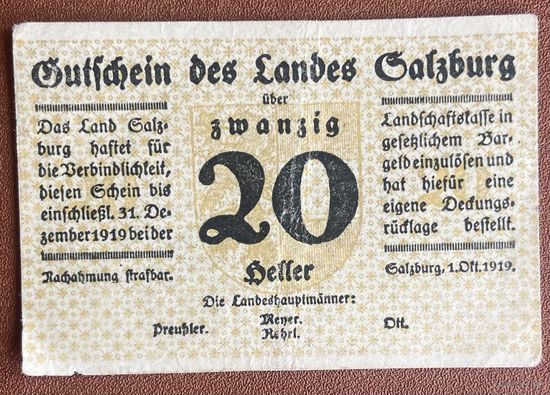 Gutschein des Landes Salzburg
über
zwanzig
20
Heller
Das Land Salz-
burg haftet für
die Verbindlichkeit,
diesen Schein bis
einschließl. 31. De-
zember 1919 bei der
Landschaftskasse in
gesetzlichem Bar-
geld einzulösen und
hat hiefür eine
eigene Deckungs-
rücklage bestellt.
Nachahmung strafbar.
Salzburg, 1. Okt. 1919.
Die Landeshauptmänner:
Preußler.
Meyer.
Rehrl.
Ott.